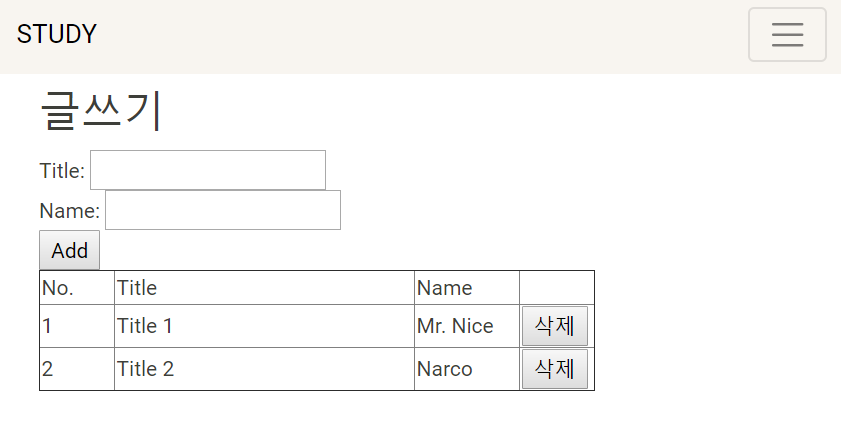 STUDY
글쓰기
Title:
Name:
Add
No. Title Name
1 Title 1 Mr. Nice 삭제
2 Title 2 Narco 삭제